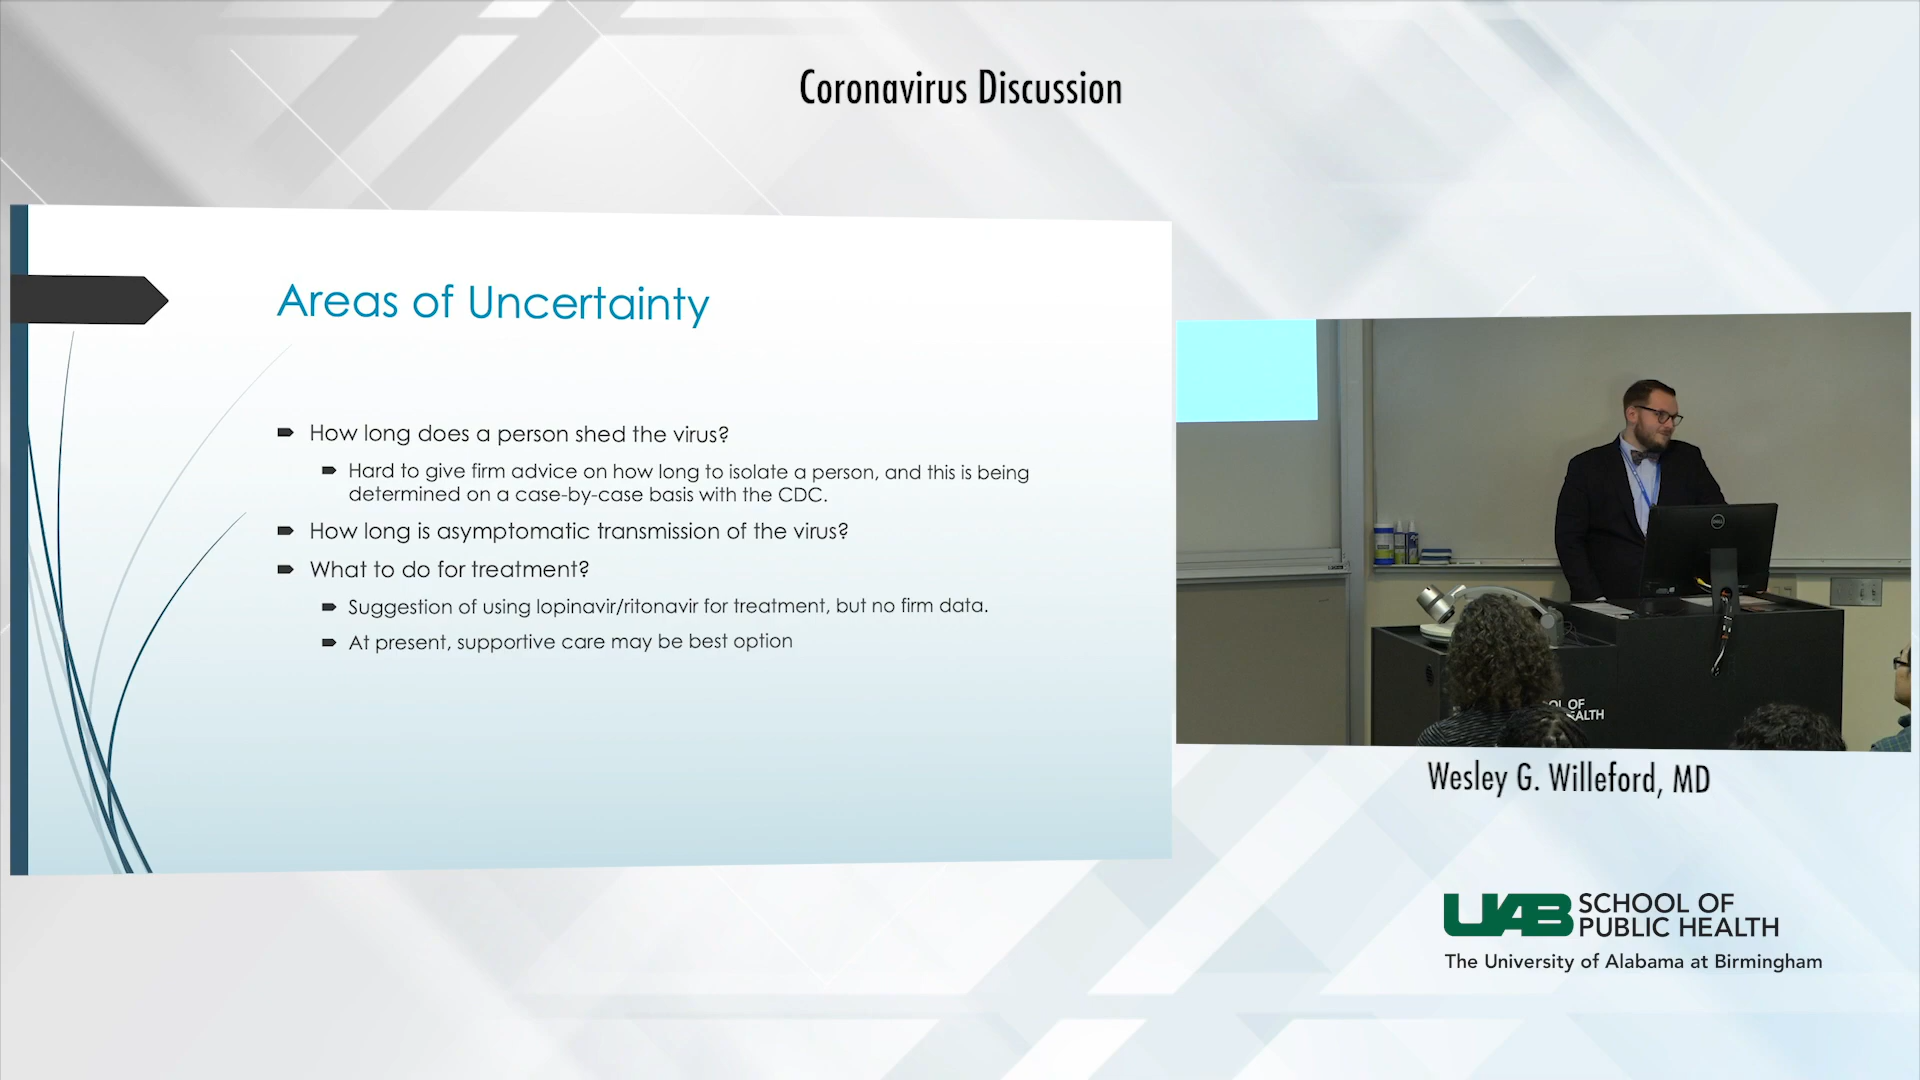 Coronavirus Discussion
Areas of Uncertainty
How long does a person shed the virus?
Hard to give firm advice on how long to isolate a person, and this is being
determined on a case-by-case basis with the CDC.
How long is asymptomatic transmission of the virus?
What to do for treatment?
Suggestion of using lopinavir/ritonavir for treatment, but no firm data.
At present, supportive care may be best option
DELL
OL OF
EALTH
Wesley G. Willeford, MD
UAB SCHOOL OF
PUBLIC HEALTH
The University of Alabama at Birmingham